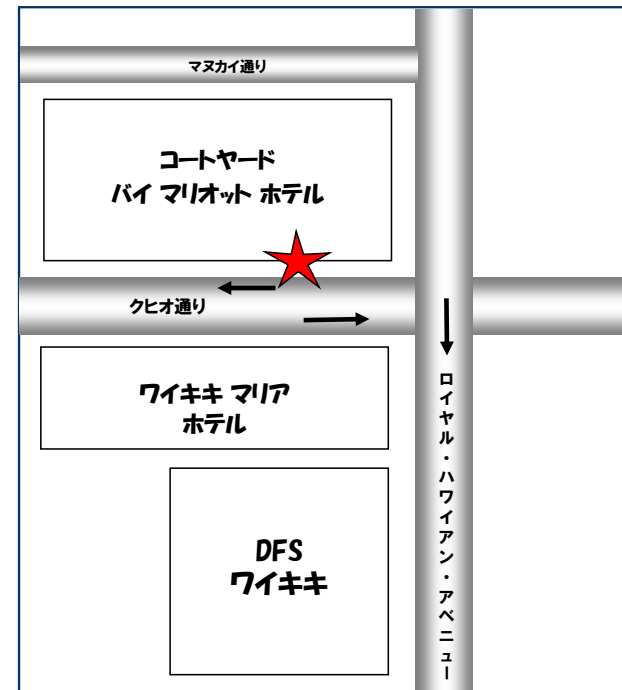 マヌカイ通り
コートヤード
バイ マリオット ホテル
クヒオ通り
ワイキキ マリア
ホテル
DFS
ワイキキ
ロイヤル・ハワイアン・アベニュー